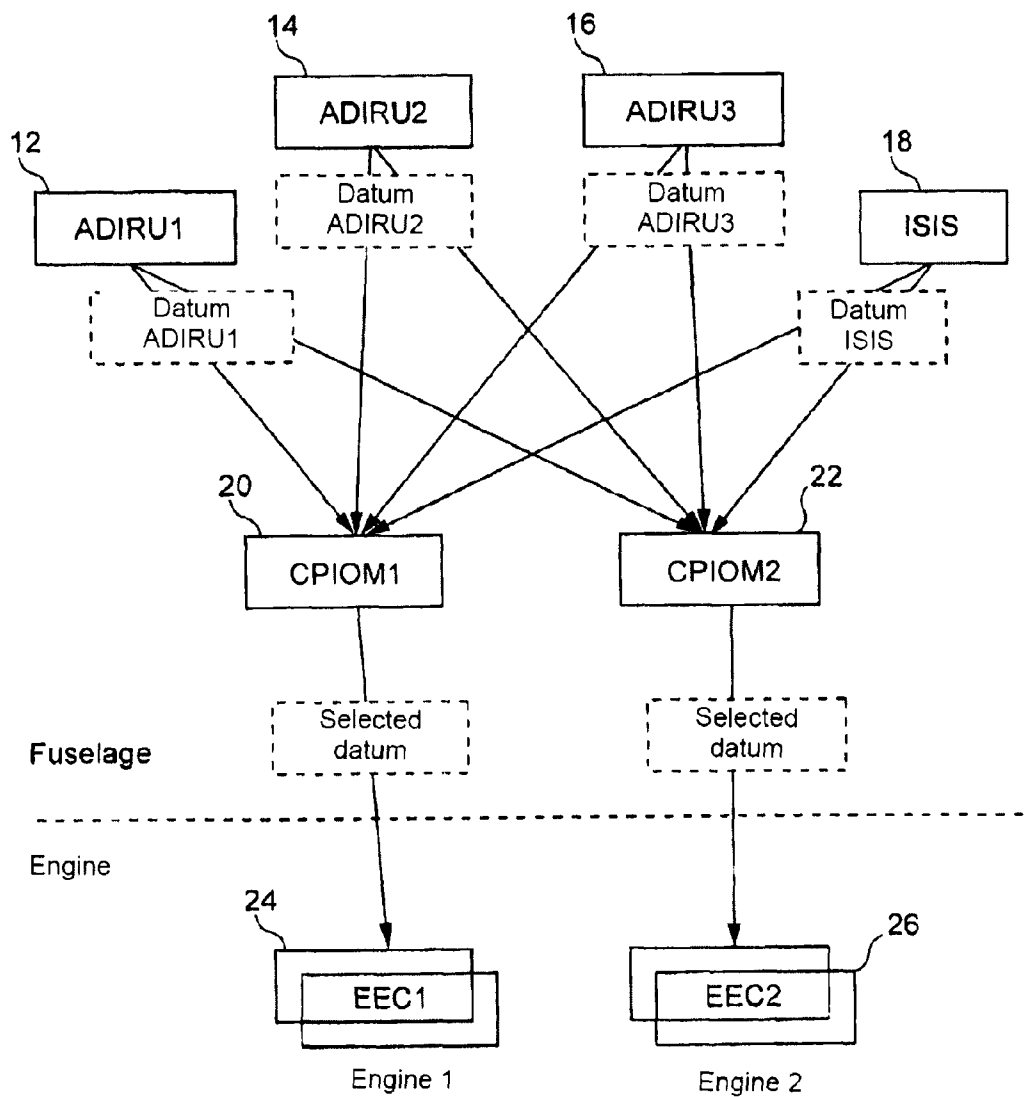 14
16
ADIRU2
ADIRU3
12
18
Datum
ADIRU2
Datum
ADIRU3
ADIRU1
ISIS
Datum
ADIRU1
Datum
ISIS
20
22
CPIOM1
CPIOM2
Selected
datum
Selected
datum
Fuselage
Engine
24
26
EEC1
EEC2
Engine 1
Engine 2